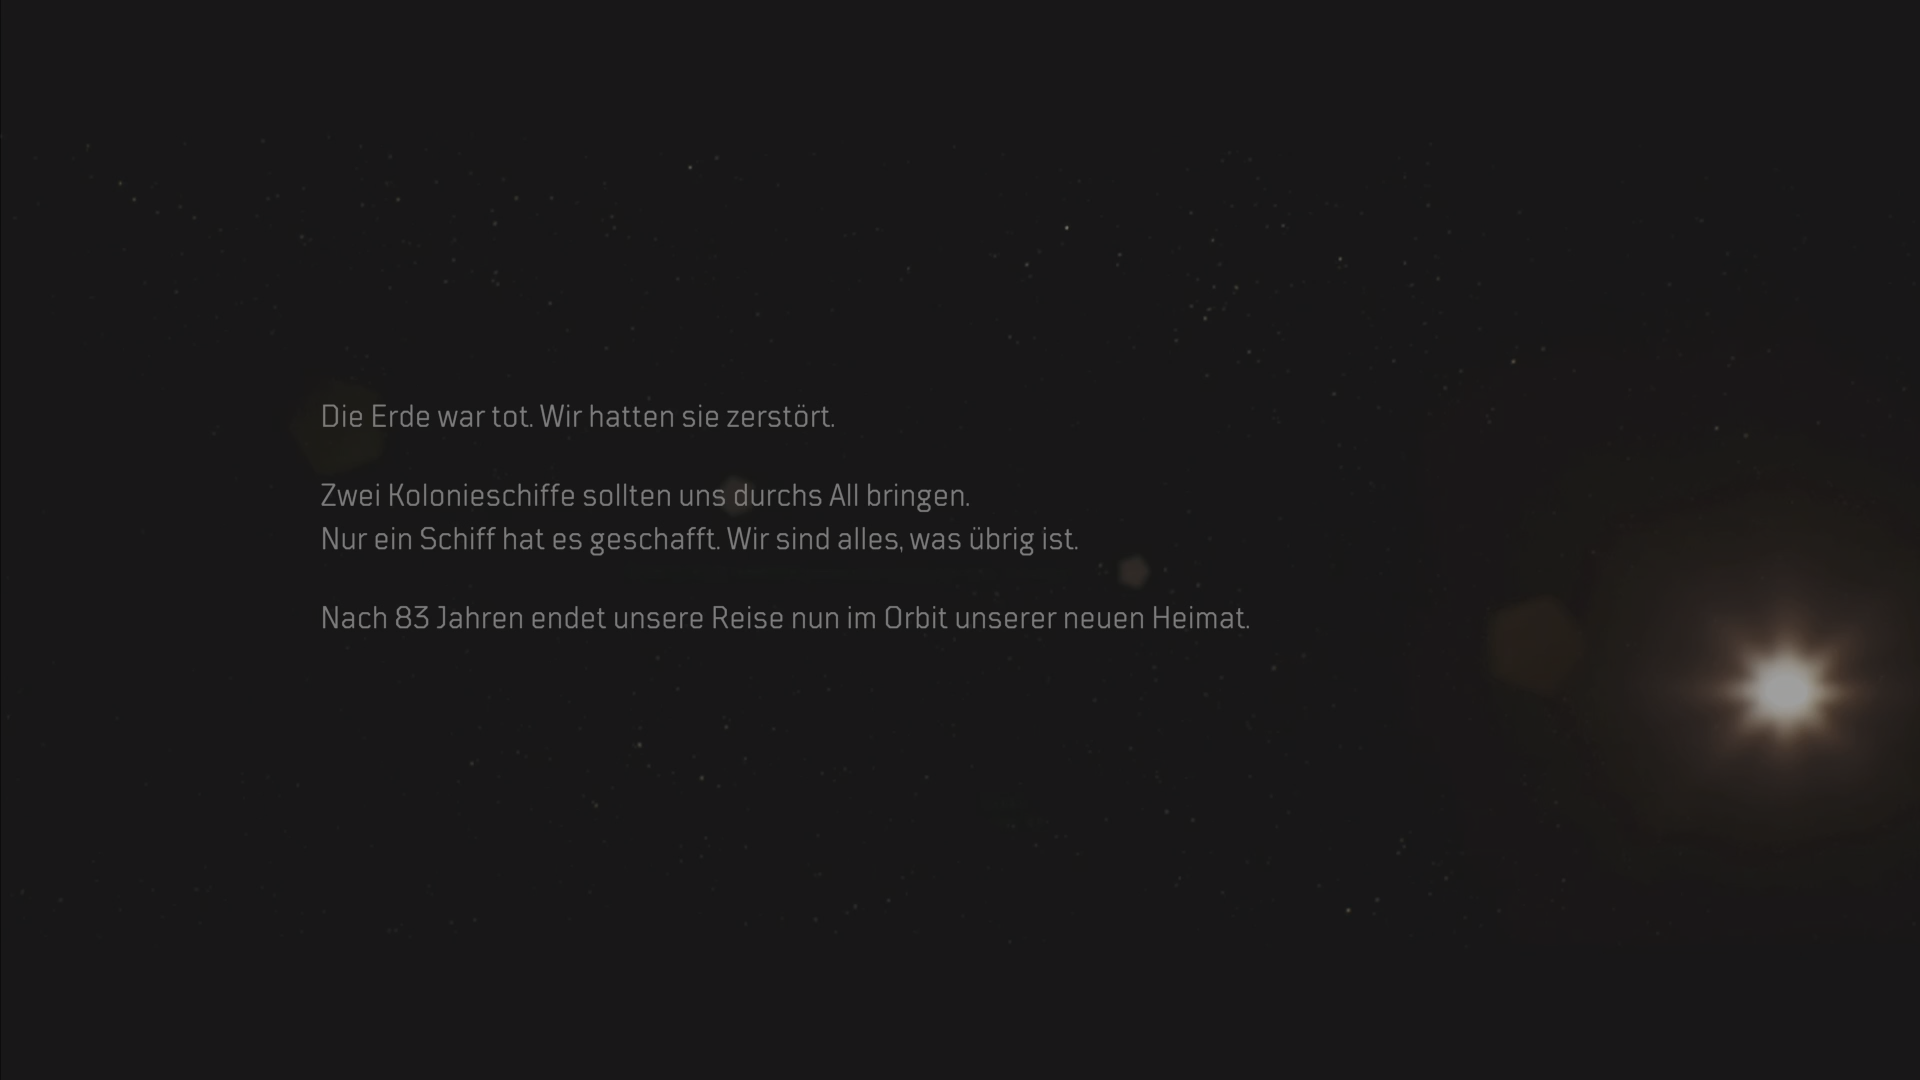 Die Erde war tot. Wir hatten sie zerstört.
Zwei Kolonieschiffe sollten uns durchs All bringen.
Nur ein Schiff hat es geschafft. Wir sind alles, was übrig ist.
Nach 83 Jahren endet unsere Reise nun im Orbit unserer neuen Heimat.